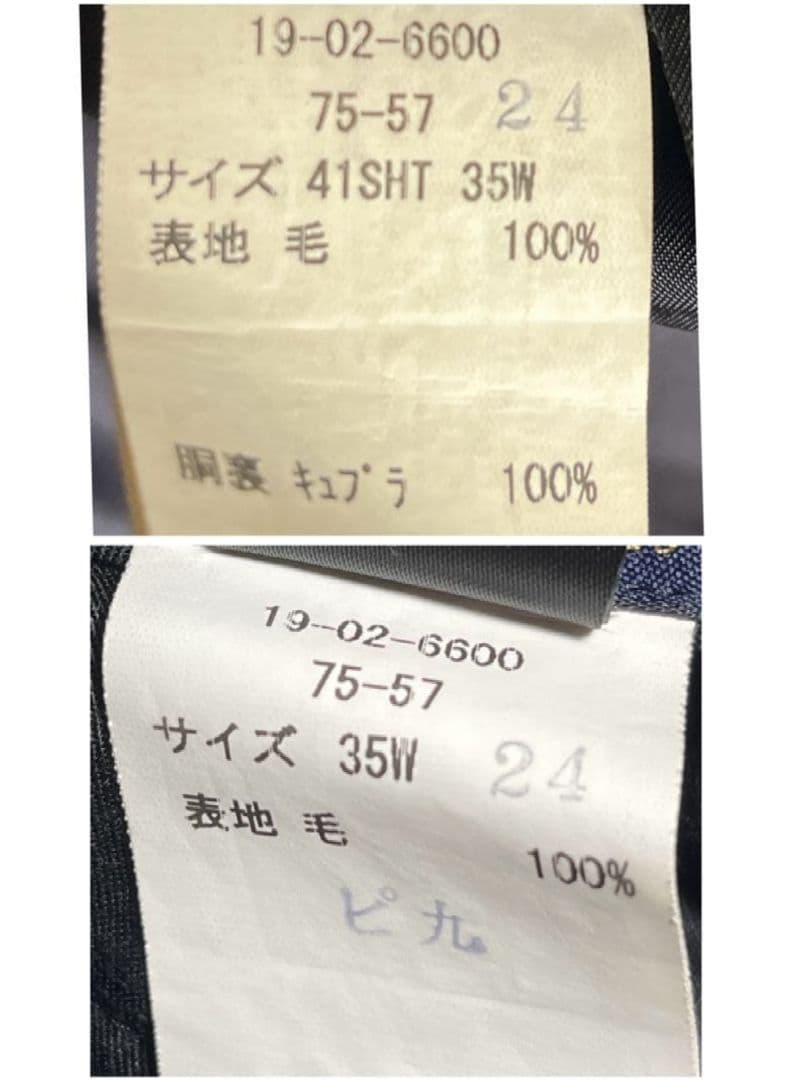 19--02-6600
75-57 24
サイズ 41SHT 35W
表地 毛 100%
胴裏 キュプラ 100%
19--02-6600
75-57
サイズ 35W 24
表地 毛 100%
ピ 九